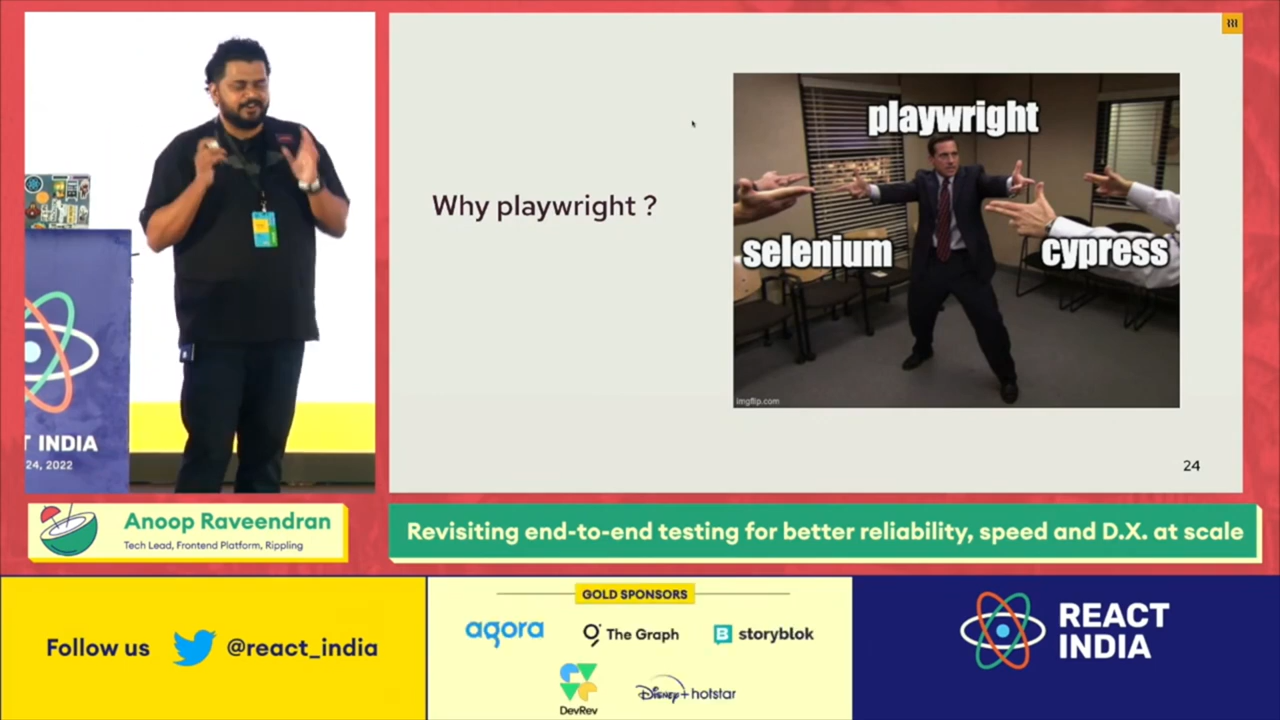 Why playwright ?
playwright
selenium
cypress
imgflip.com
24
T INDIA
24, 2022
Anoop Raveendran
Tech Lead, Frontend Platform, Rippling
Revisiting end-to-end testing for better reliability, speed and D.X. at scale
Follow us @react_india
GOLD SPONSORS
agora
The Graph
storyblok
DevRev
Disney+ hotstar
REACT
INDIA